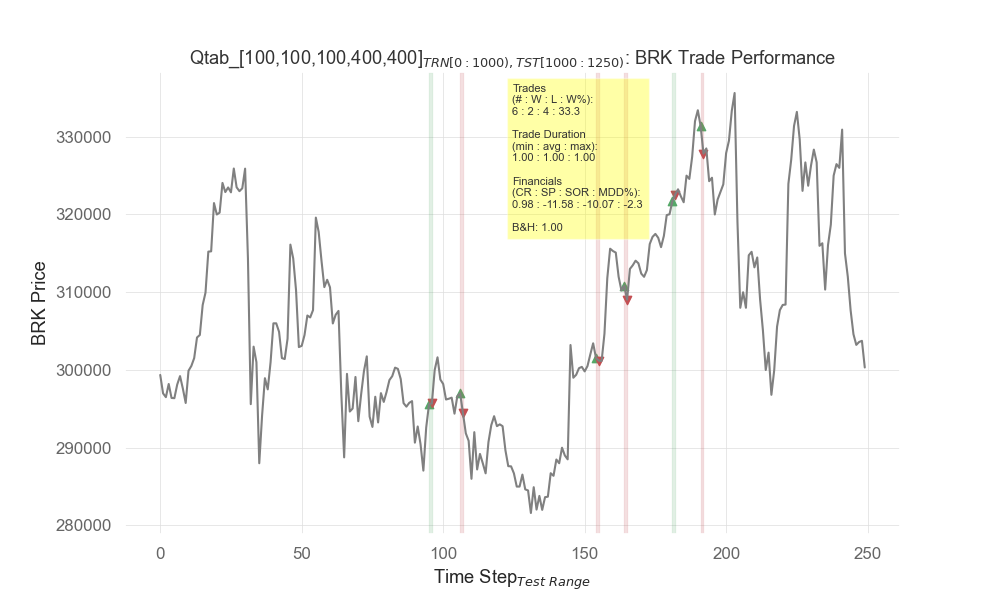 Qtab_[100,100,100,400,400]TRN[0 : 1000), TST[1000 : 1250): BRK Trade Performance
Trades
(# : W : L : W%):
6 : 2 : 4 : 33.3
Trade Duration
(min : avg : max):
1.00 : 1.00 : 1.00
Financials
(CR : SP : SOR : MDD%):
0.98 : -11.58 : -10.07 : -2.3
B&H: 1.00
BRK Price
330000
320000
310000
300000
290000
280000
0 50 100 150 200 250
Time StepTest Range